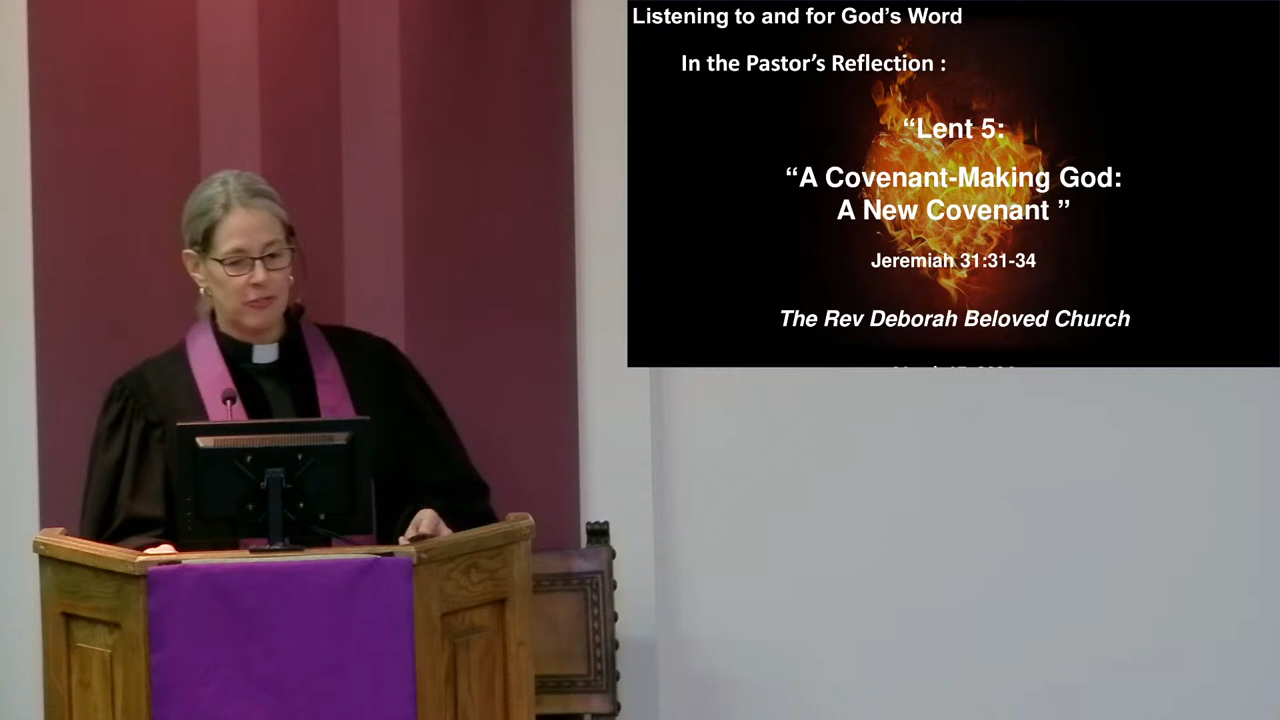 Listening to and for God’s Word
In the Pastor’s Reflection :
“Lent 5:
“A Covenant-Making God:
A New Covenant ”
Jeremiah 31:31-34
The Rev Deborah Beloved Church